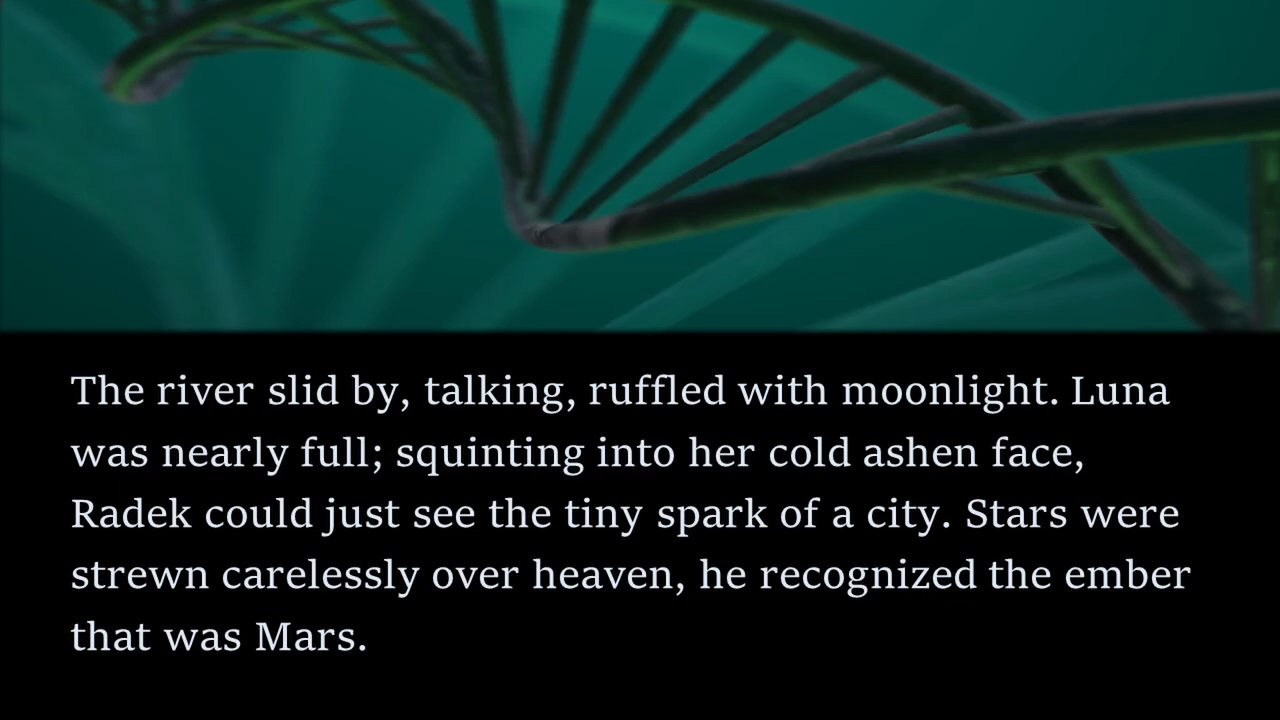 The river slid by, talking, ruffled with moonlight. Luna
was nearly full; squinting into her cold ashen face,
Radek could just see the tiny spark of a city. Stars were
strewn carelessly over heaven, he recognized the ember
that was Mars.